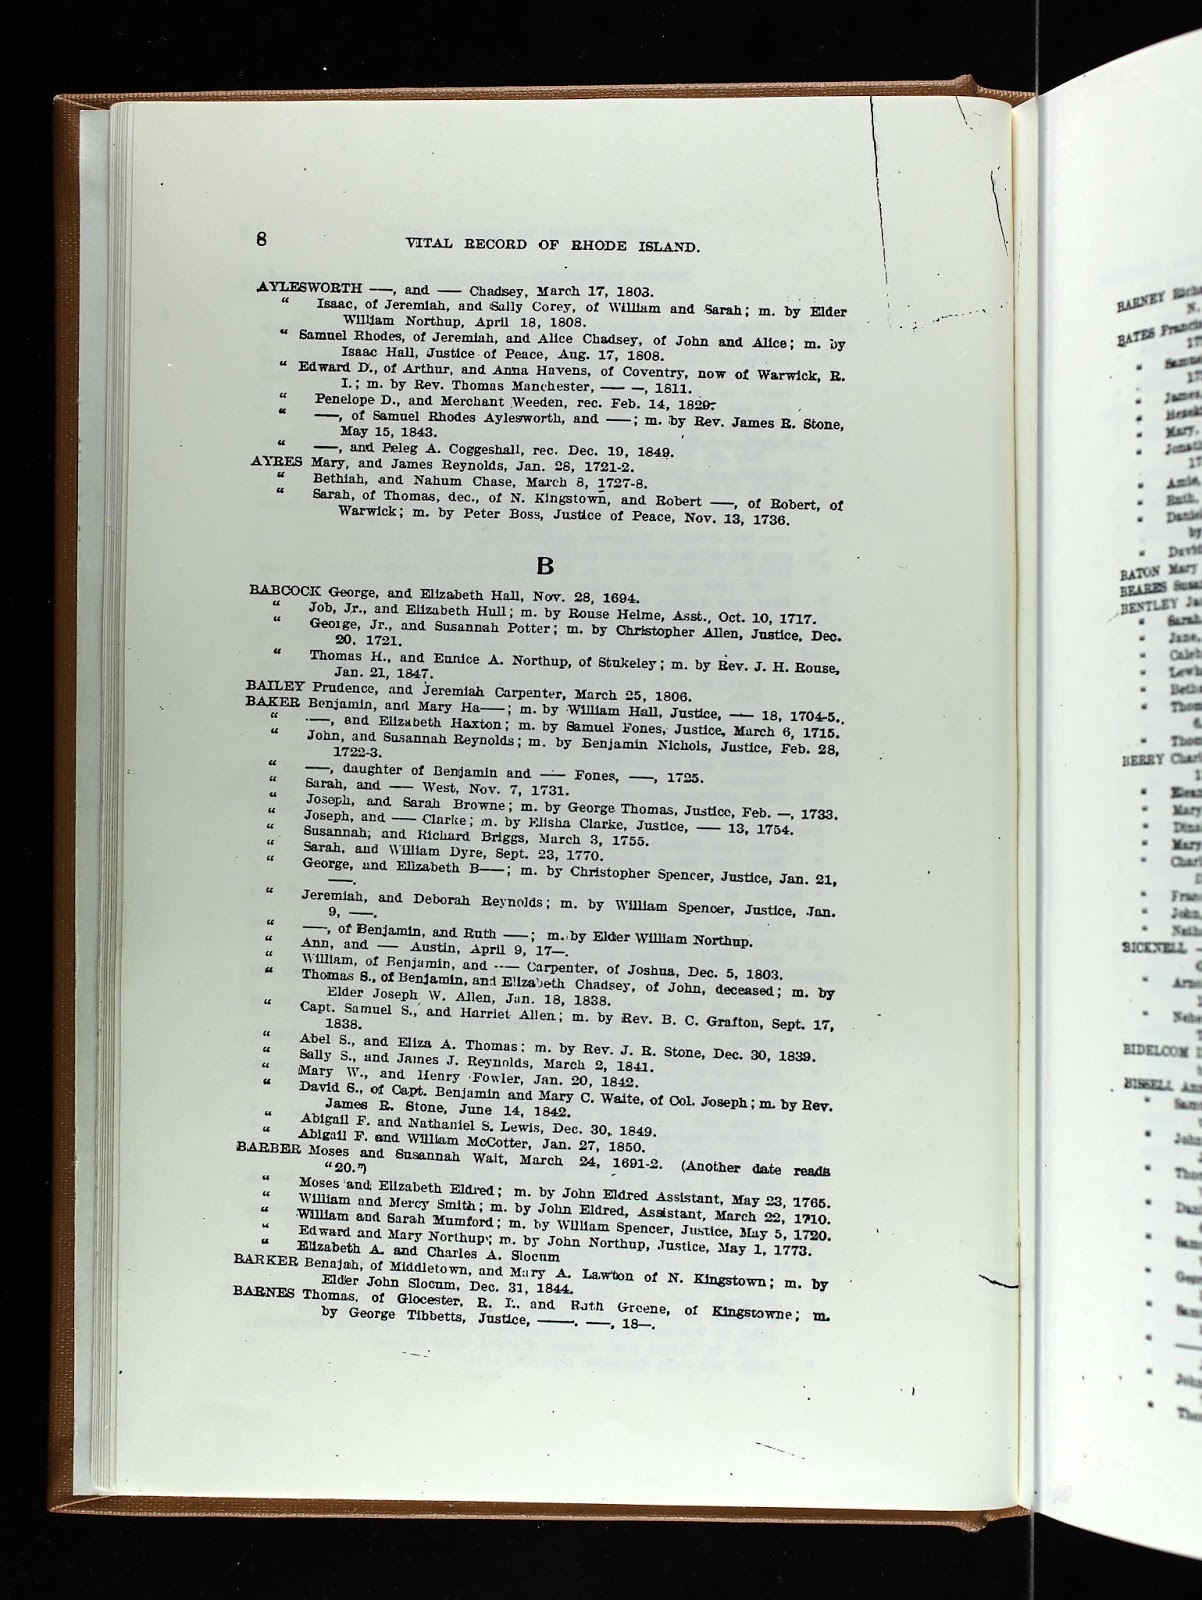 8 VITAL RECORD OF RHODE ISLAND.
AYLESWORTH ——, and —— Chadsey, March 17, 1803.
" Isaac, of Jeremiah, and Sally Corey, of William and Sarah; m. by Elder
William Northup, April 18, 1808.
" Samuel Rhodes, of Jeremiah, and Alice Chadsey, of John and Alice; m. by
Isaac Hall, Justice of Peace, Aug. 17, 1808.
" Edward D., of Arthur, and Anna Havens, of Coventry, now of Warwick, R.
I.; m. by Rev. Thomas Manchester, —— —, 1811.
" Penelope D., and Merchant Weeden, rec. Feb. 14, 1829.
" ——, of Samuel Rhodes Aylesworth, and ——; m. by Rev. James R. Stone,
May 15, 1843.
" ——, and Peleg A. Coggeshall, rec. Dec. 19, 1849.
AYRES Mary, and James Reynolds, Jan. 28, 1721-2.
" Bethiah, and Nahum Chase, March 8, 1727-8.
" Sarah, of Thomas, dec., of N. Kingstown, and Robert ——, of Robert, of
Warwick; m. by Peter Boss, Justice of Peace, Nov. 13, 1736.
B
BABCOCK George, and Elizabeth Hall, Nov. 28, 1694.
" Job, Jr., and Elizabeth Hull; m. by Rouse Helme, Asst., Oct. 10, 1717.
" George, Jr., and Susannah Potter; m. by Christopher Allen, Justice, Dec.
20, 1721.
" Thomas H., and Eunice A. Northup, of Stukeley; m. by Rev. J. H. Rouse,
Jan. 21, 1847.
BAILEY Prudence, and Jeremiah Carpenter, March 25, 1806.
BAKER Benjamin, and Mary Ha——; m. by William Hall, Justice, —— 18, 1704-5.
" ——, and Elizabeth Haxton; m. by Samuel Fones, Justice, March 6, 1715.
" John, and Susannah Reynolds; m. by Benjamin Nichols, Justice, Feb. 28,
1722-3.
" ——, daughter of Benjamin and —— Fones, ——, 1725.
" Sarah, and —— West, Nov. 7, 1731.
" Joseph, and Sarah Browne; m. by George Thomas, Justice, Feb. —, 1733.
" Joseph, and —— Clarke; m. by Elisha Clarke, Justice, —— 13, 1754.
" Susannah, and Richard Briggs, March 3, 1755.
" Sarah, and William Dyre, Sept. 23, 1770.
" George, and Elizabeth B——; m. by Christopher Spencer, Justice, Jan. 21,
——.
" Jeremiah, and Deborah Reynolds; m. by William Spencer, Justice, Jan.
9, ——.
" ——, of Benjamin, and Ruth ——; m. by Elder William Northup.
" Ann, and —— Austin, April 9, 17—.
" William, of Benjamin, and —— Carpenter, of Joshua, Dec. 5, 1803.
" Thomas S., of Benjamin, and Elizabeth Chadsey, of John, deceased; m. by
Elder Joseph W. Allen, Jan. 18, 1838.
" Capt. Samuel S., and Harriet Allen; m. by Rev. B. C. Grafton, Sept. 17,
1838.
" Abel S., and Eliza A. Thomas; m. by Rev. J. R. Stone, Dec. 30, 1839.
" Sally S., and James J. Reynolds, March 2, 1841.
" Mary W., and Henry Fowler, Jan. 20, 1842.
" David S., of Capt. Benjamin and Mary C. Waite, of Col. Joseph; m. by Rev.
James R. Stone, June 14, 1842.
" Abigail F. and Nathaniel S. Lewis, Dec. 30, 1849.
" Abigail F. and William McCotter, Jan. 27, 1850.
BARBER Moses and Susannah Wait, March 24, 1691-2. (Another date reads
"20.")
" Moses and Elizabeth Eldred; m. by John Eldred Assistant, May 23, 1765.
" William and Mercy Smith; m. by John Eldred, Assistant, March 22, 1710.
" William and Sarah Mumford; m. by William Spencer, Justice, May 5, 1720.
" Edward and Mary Northup; m. by John Northup, Justice, May 1, 1773.
" Elizabeth A. and Charles A. Slocum
BARKER Benajah, of Middletown, and Mary A. Lawton of N. Kingstown; m. by
Elder John Slocum, Dec. 31, 1844.
BARNES Thomas, of Glocester, R. I., and Ruth Greene, of Kingstowne; m.
by George Tibbetts, Justice, ——. ——, 18—.
BARNEY
N.
BATES Francis
James,
Mary,
Amie,
Ruth,
Daniel
by
David
BATON Mary
BEARES
BENTLEY
Sarah,
Jane,
Caleb
BERRY
Mary
Mary
John,
BICKNELL
BIDELCOM
BISSELL